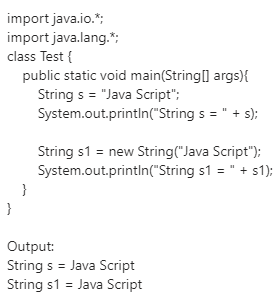 import java.io.*;
import java.lang.*;
class Test {
    public static void main(String[] args){
        String s = "Java Script";
        System.out.println("String s = " + s);

        String s1 = new String("Java Script");
        System.out.println("String s1 = " + s1);
    }
}

Output:
String s = Java Script
String s1 = Java Script